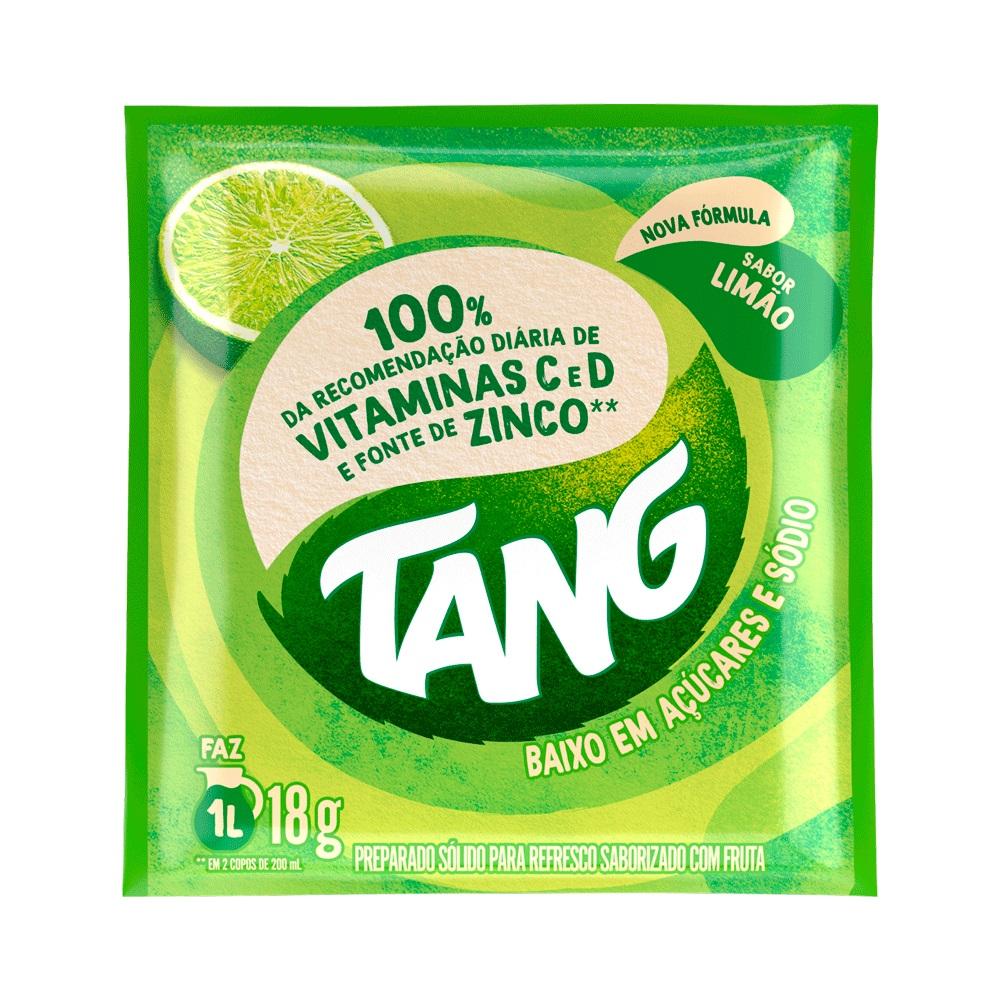 NOVA FÓRMULA
SABOR
LIMÃO
100%
DA RECOMENDAÇÃO DIÁRIA DE
VITAMINAS C E D
E FONTE DE ZINCO**
TANG
BAIXO EM AÇÚCARES E SÓDIO
FAZ
1L 18g
** EM 2 COPOS DE 200 mL
PREPARADO SÓLIDO PARA REFRESCO SABORIZADO COM FRUTA